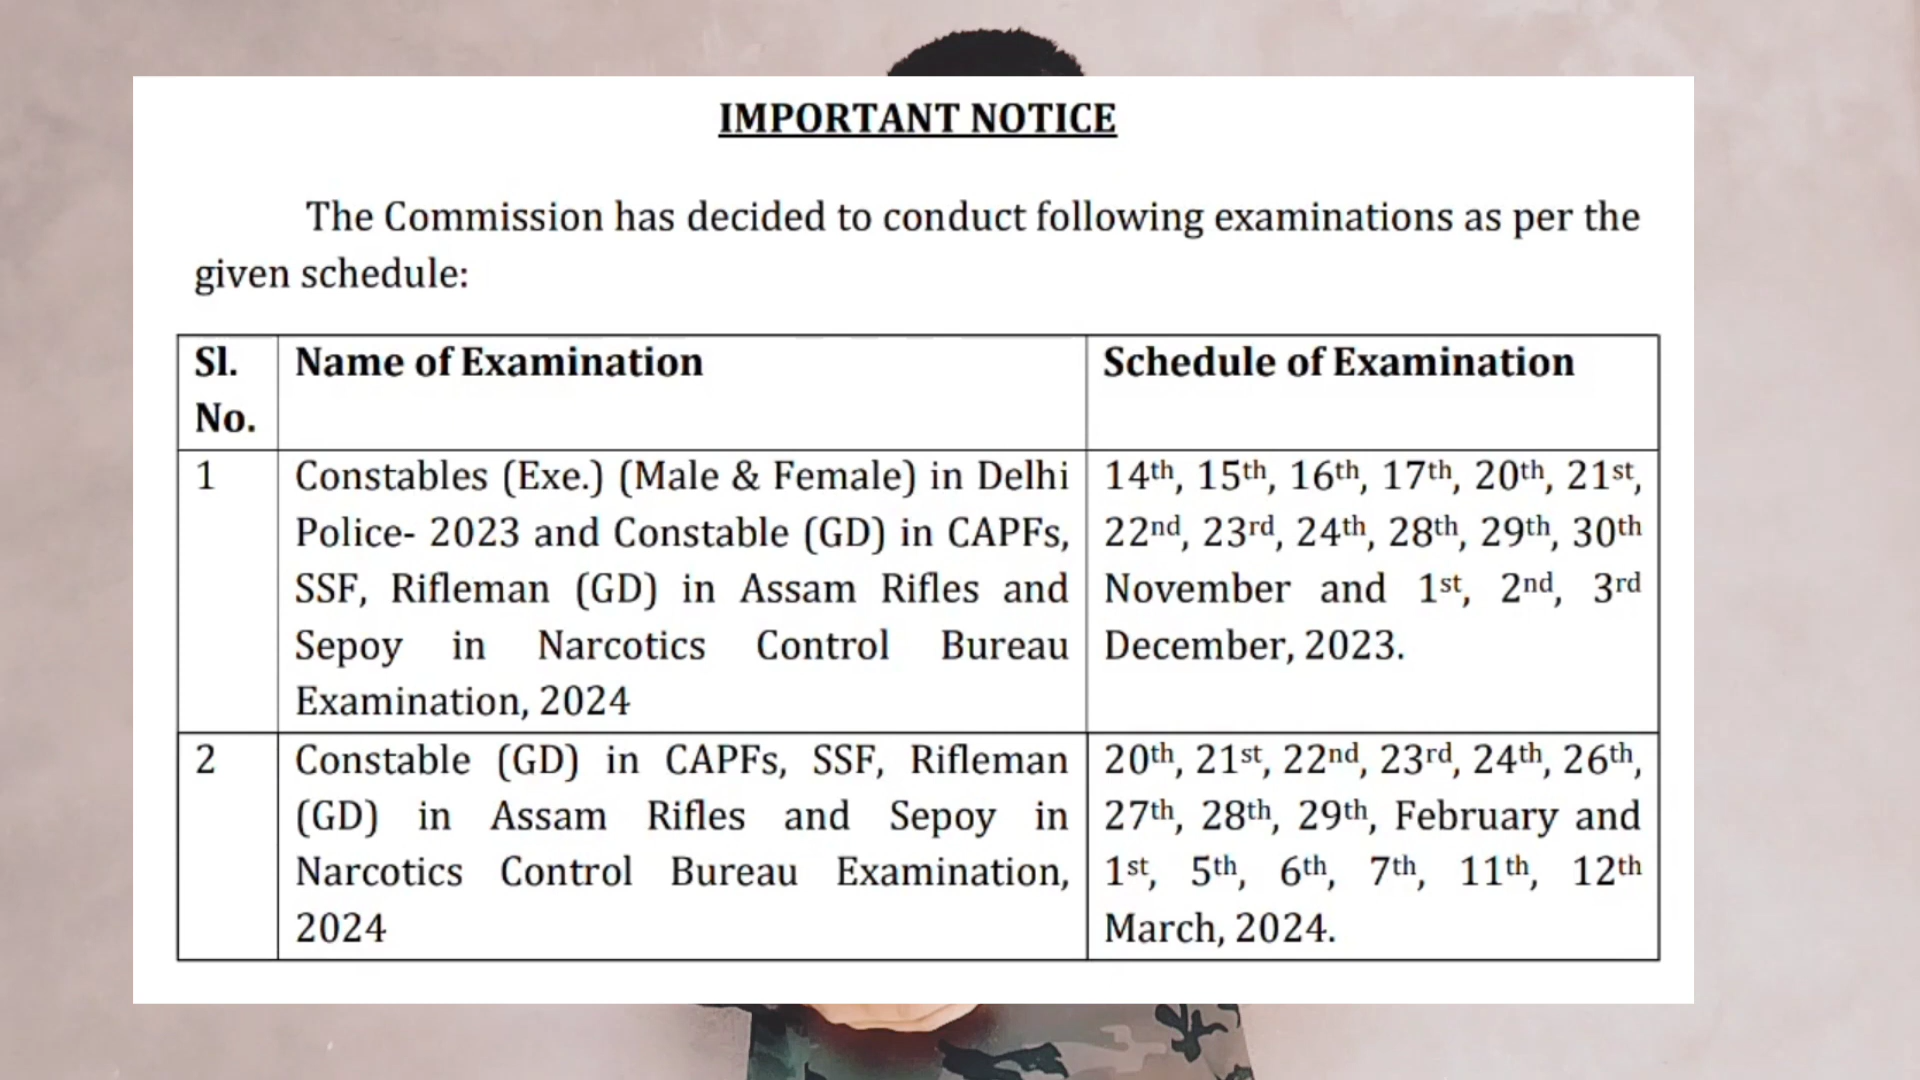 IMPORTANT NOTICE
The Commission has decided to conduct following examinations as per the
given schedule:
Sl. No.
Name of Examination
Schedule of Examination
1
Constables (Exe.) (Male & Female) in Delhi
Police- 2023 and Constable (GD) in CAPFs,
SSF, Rifleman (GD) in Assam Rifles and
Sepoy in Narcotics Control Bureau
Examination, 2024
14th, 15th, 16th, 17th, 20th, 21st,
22nd, 23rd, 24th, 28th, 29th, 30th
November and 1st, 2nd, 3rd
December, 2023.
2
Constable (GD) in CAPFs, SSF, Rifleman
(GD) in Assam Rifles and Sepoy in
Narcotics Control Bureau Examination,
2024
20th, 21st, 22nd, 23rd, 24th, 26th,
27th, 28th, 29th, February and
1st, 5th, 6th, 7th, 11th, 12th
March, 2024.